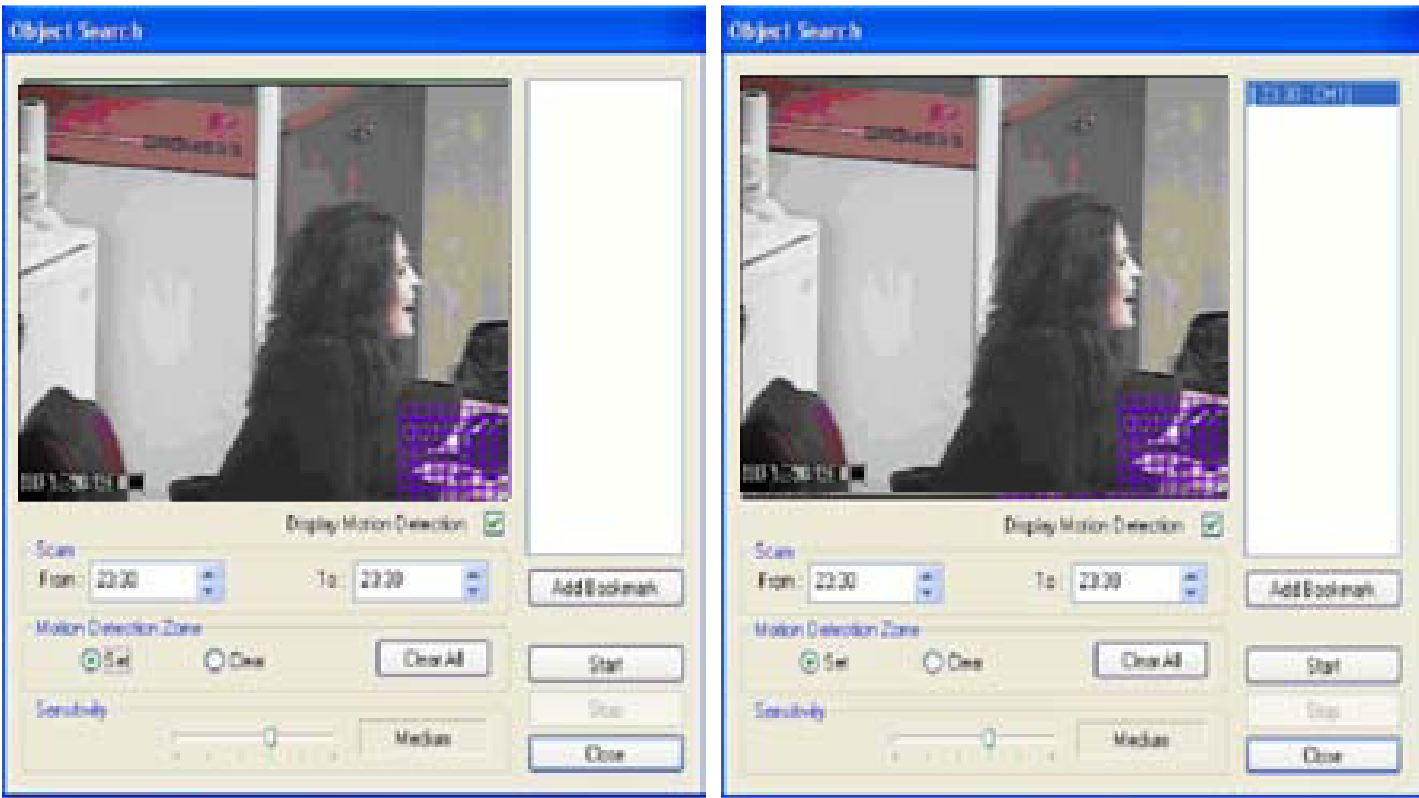 Object Search
Display Motion Detection
Scan
From: 23:30
To: 23:30
Add Bookmark
Motion Detection Zone
Set
Clear
Clear All
Start
Sensitivity
Stop
Medium
Close
Object Search
Display Motion Detection
Scan
From: 23:30
To: 23:30
Add Bookmark
Motion Detection Zone
Set
Clear
Clear All
Start
Sensitivity
Stop
Medium
Close